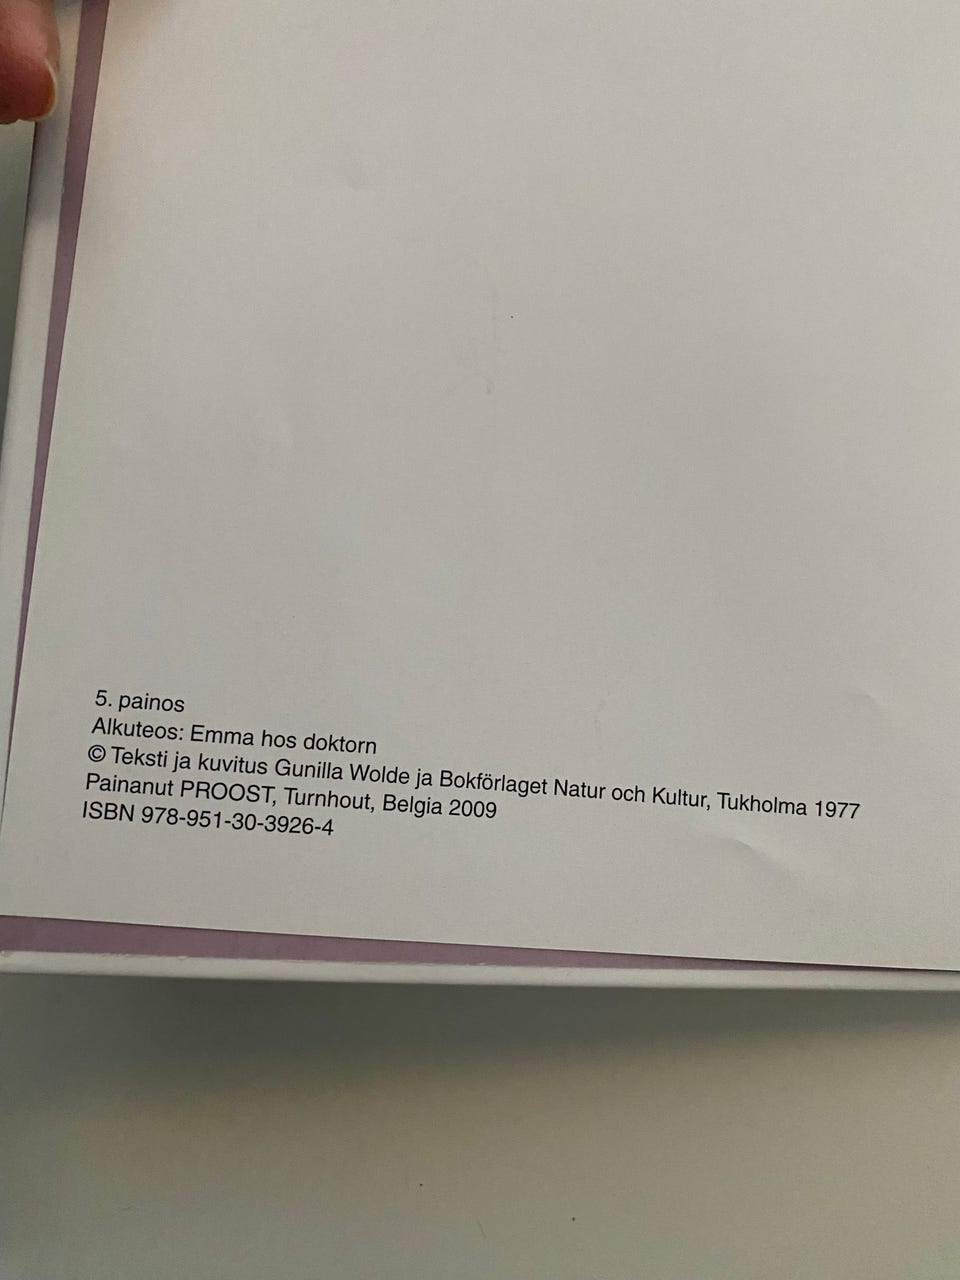 5. painos
Alkuteos: Emma hos doktorn
© Teksti ja kuvitus Gunilla Wolde ja Bokförlaget Natur och Kultur, Tukholma 1977
Painanut PROOST, Turnhout, Belgia 2009
ISBN 978-951-30-3926-4